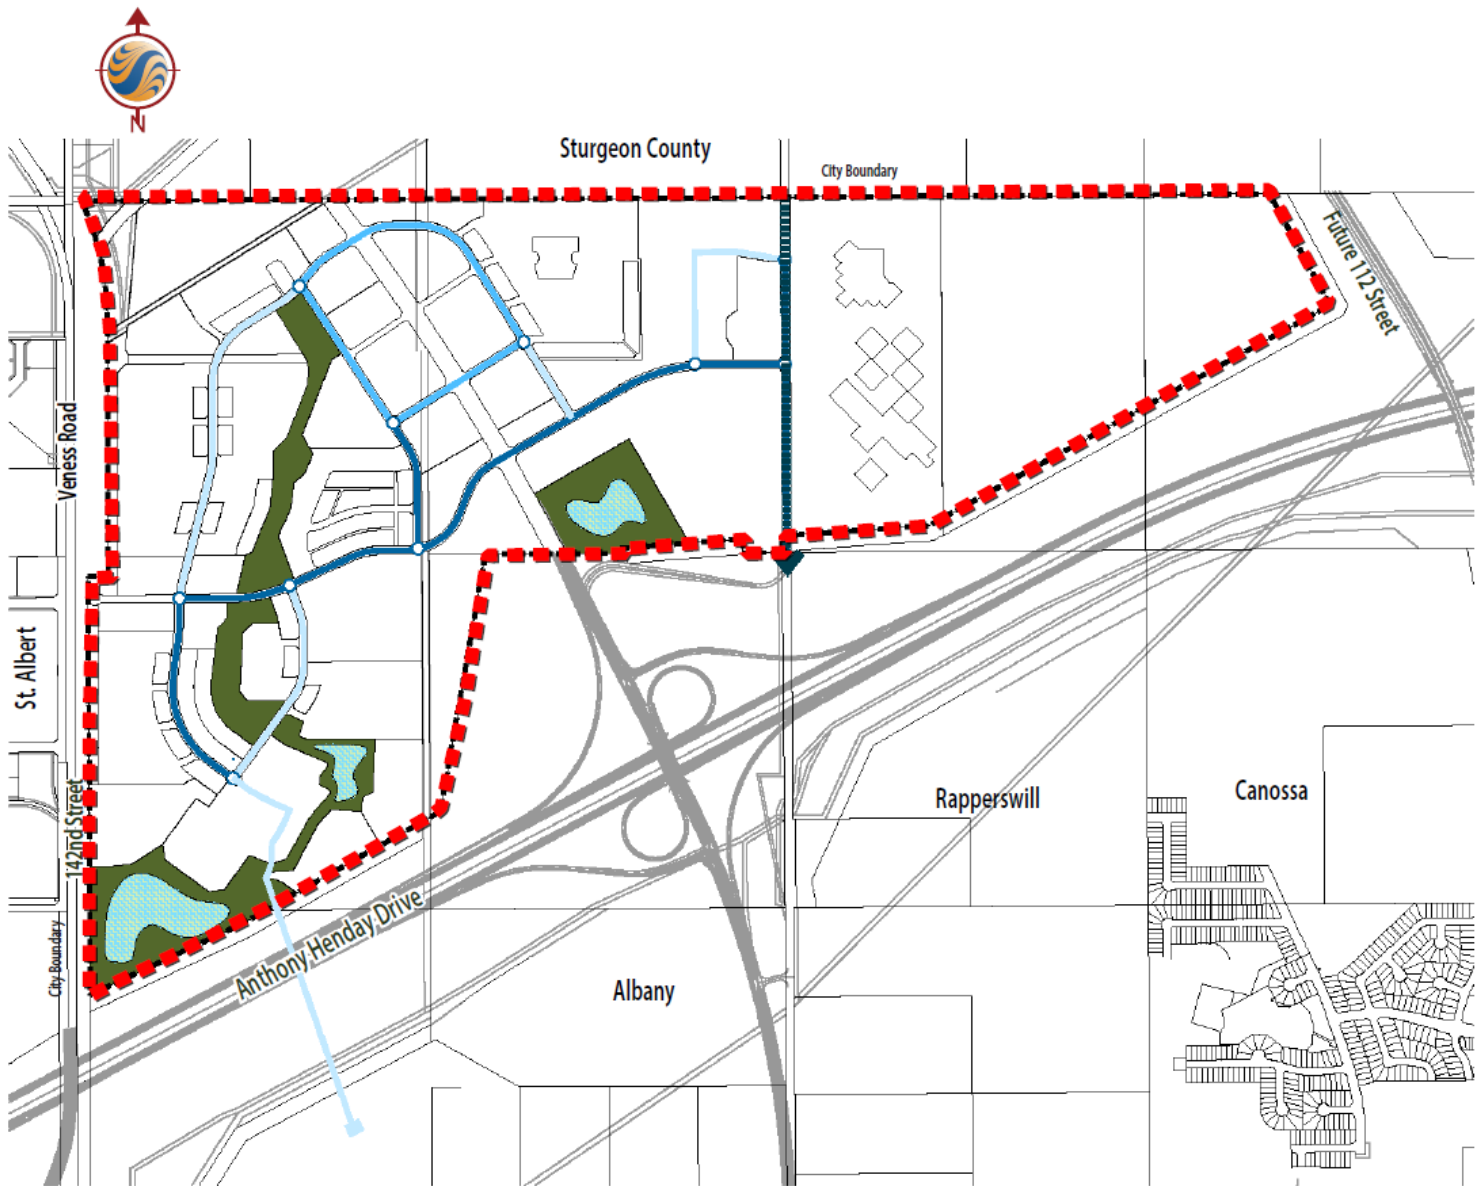 N
Sturgeon County
City Boundary
Future 112 Street
Veness Road
St. Albert
142nd Street
Canossa
Rapperswill
Anthony Henday Drive
City Boundary
Albany